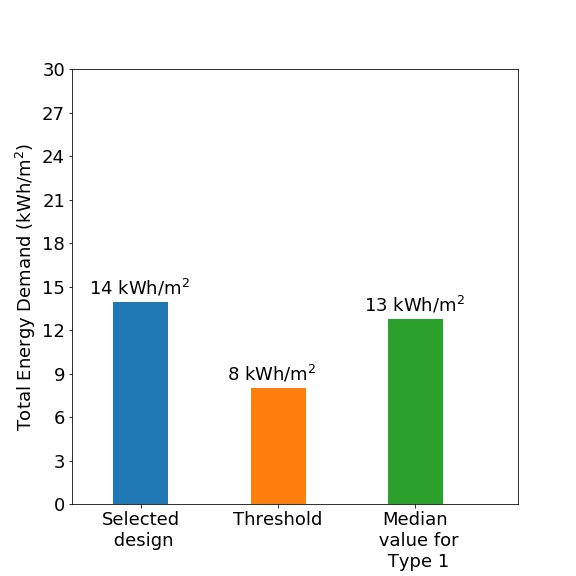 Total Energy Demand (kWh/m²)
30
27
24
21
18
15
12
9
6
3
0
14 kWh/m²
8 kWh/m²
13 kWh/m²
Selected
design
Threshold
Median
value for
Type 1